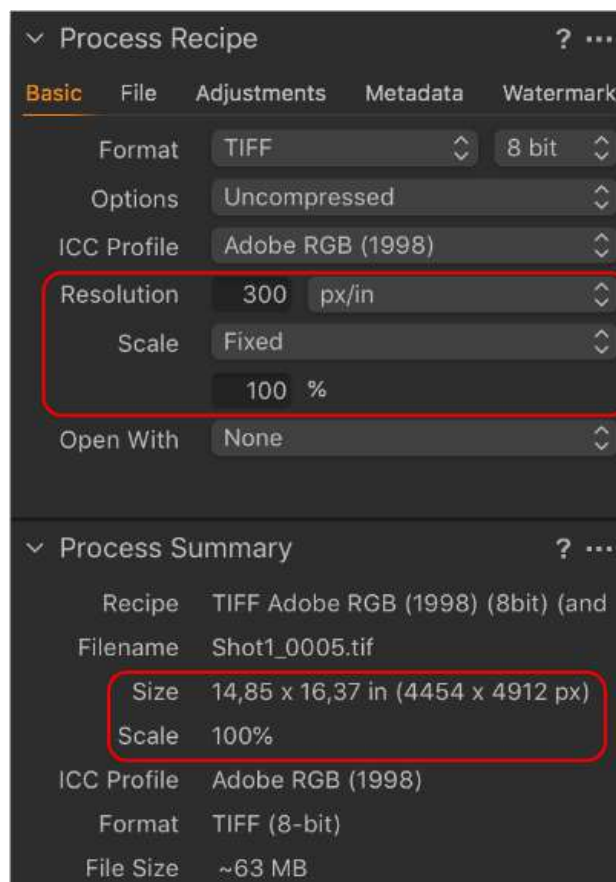 Process Recipe ? ...
Basic File Adjustments Metadata Watermark
Format TIFF 8 bit
Options Uncompressed
ICC Profile Adobe RGB (1998)
Resolution 300 px/in
Scale Fixed
100 %
Open With None
Process Summary ? ...
Recipe TIFF Adobe RGB (1998) (8bit) (and
Filename Shot1_0005.tif
Size 14,85 x 16,37 in (4454 x 4912 px)
Scale 100%
ICC Profile Adobe RGB (1998)
Format TIFF (8-bit)
File Size ~63 MB